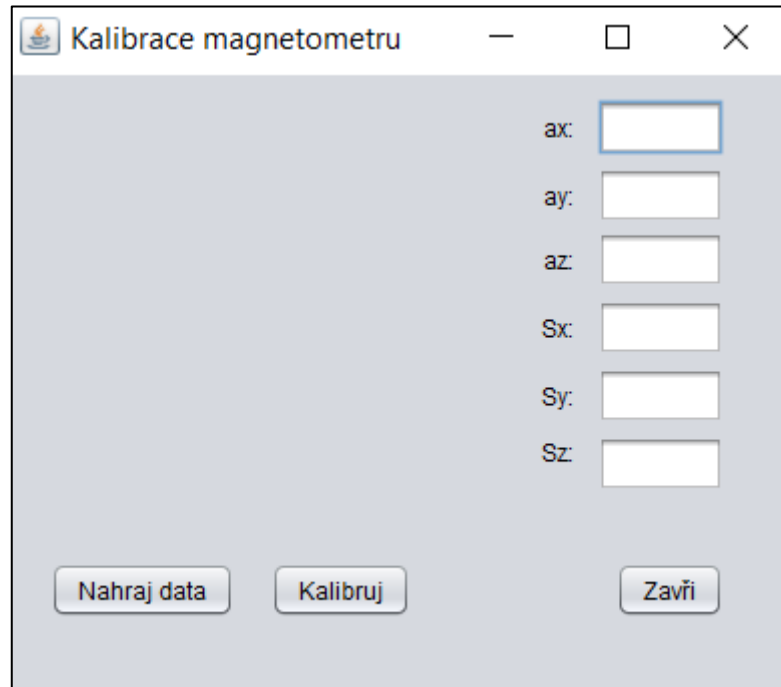 Kalibrace magnetometru
ax:
ay:
az:
Sx:
Sy:
Sz:
Nahraj data Kalibruj Zavři